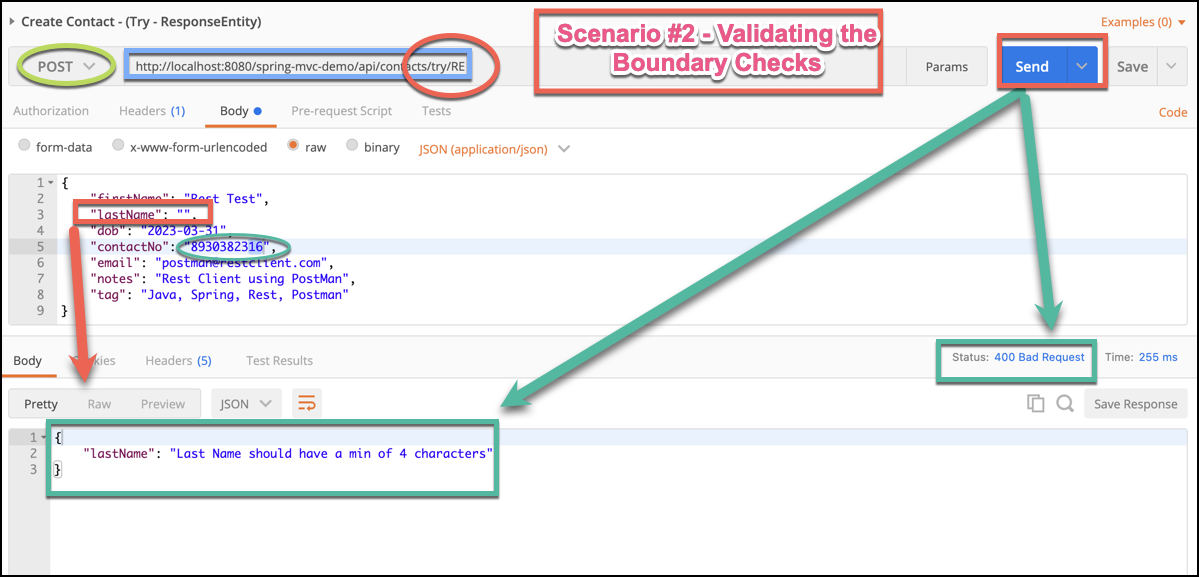 Create Contact - (Try - ResponseEntity)
Examples (0)
Scenario #2 - Validating the
Boundary Checks
POST
http://localhost:8080/spring-mvc-demo/api/contacts/try/RE
Params
Send
Save
Authorization
Headers (1)
Body
Pre-request Script
Tests
Code
form-data
x-www-form-urlencoded
raw
binary
JSON (application/json)
1 {
2 "firstName": "Rest Test",
3 "lastName": "",
4 "dob": "2023-03-31",
5 "contactNo": "8930382316",
6 "email": "postman@restclient.com",
7 "notes": "Rest Client using PostMan",
8 "tag": "Java, Spring, Rest, Postman"
9 }
Body
Headers (5)
Test Results
Status: 400 Bad Request
Time: 255 ms
Pretty
Raw
Preview
JSON
Save Response
1 {
2 "lastName": "Last Name should have a min of 4 characters"
3 }